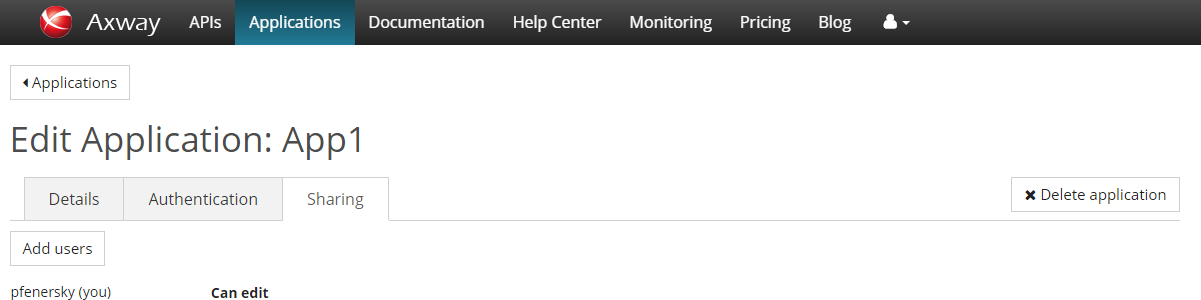 Axway APIs Applications Documentation Help Center Monitoring Pricing Blog
Applications
Edit Application: App1
Details Authentication Sharing Delete application
Add users
pfenersky (you) Can edit